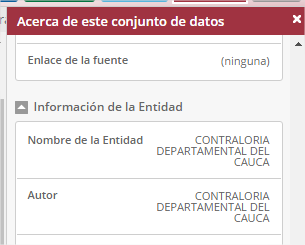 Acerca de este conjunto de datos
Enlace de la fuente (ninguna)
Información de la Entidad
Nombre de la Entidad CONTRALORIA
DEPARTAMENTAL DEL
CAUCA
Autor CONTRALORIA
DEPARTAMENTAL DEL
CAUCA